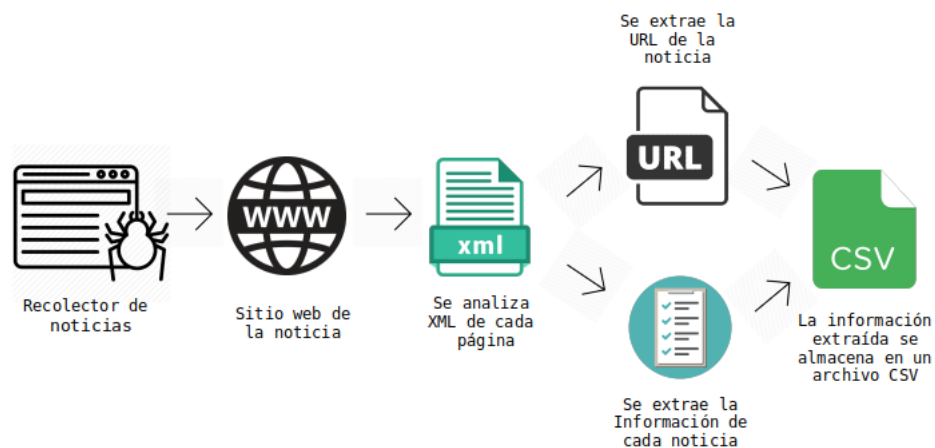 Se extrae la
URL de la
noticia
URL
WWW
xml
CSV
Recolector de
noticias
Sitio web de
la noticia
Se analiza
XML de cada
página
La información
extraída se
almacena en un
archivo CSV
Se extrae la
Información de
cada noticia